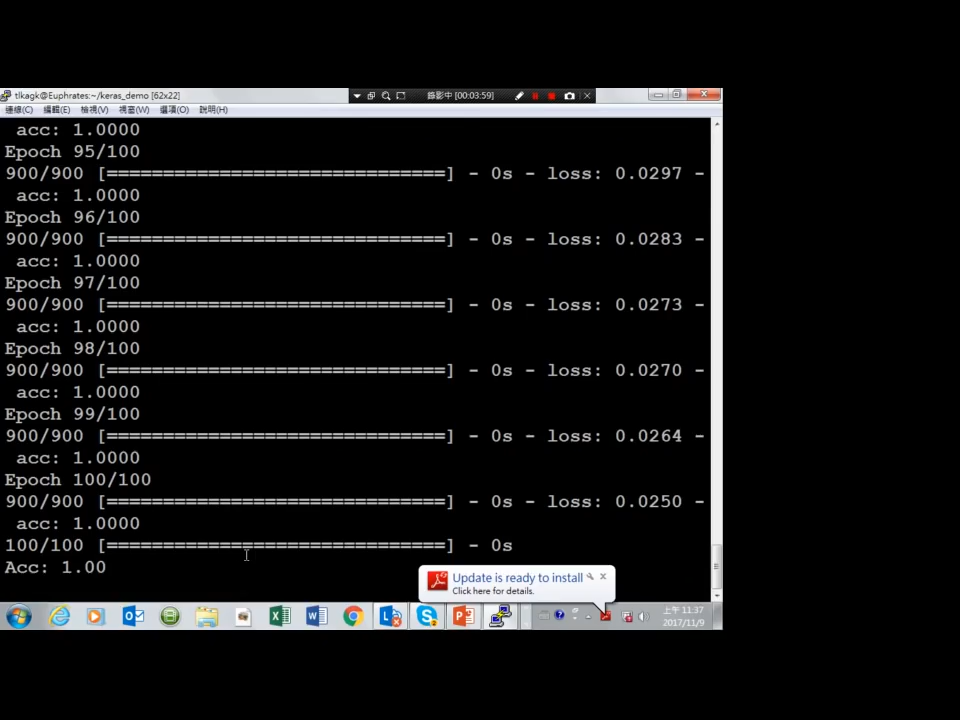 tlkagk@Euphrates:~/keras_demo [62x22]
錄影中 [00:03:59]
連線(C) 編輯(E) 檢視(V) 視窗(W) 選項(O) 說明(H)
acc: 1.0000
Epoch 95/100
900/900 [==============================] - 0s - loss: 0.0297 -
acc: 1.0000
Epoch 96/100
900/900 [==============================] - 0s - loss: 0.0283 -
acc: 1.0000
Epoch 97/100
900/900 [==============================] - 0s - loss: 0.0273 -
acc: 1.0000
Epoch 98/100
900/900 [==============================] - 0s - loss: 0.0270 -
acc: 1.0000
Epoch 99/100
900/900 [==============================] - 0s - loss: 0.0264 -
acc: 1.0000
Epoch 100/100
900/900 [==============================] - 0s - loss: 0.0250 -
acc: 1.0000
100/100 [==============================] - 0s
Acc: 1.00
Update is ready to install
Click here for details.
上午 11:37
2017/11/9